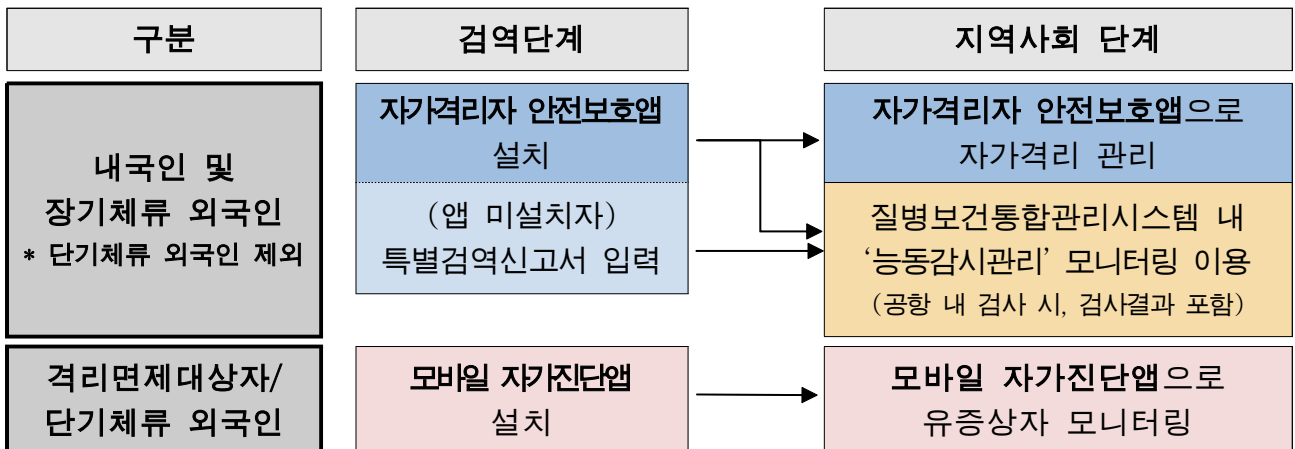 구분
검역단계
지역사회 단계
내국인 및
장기체류 외국인
* 단기체류 외국인 제외
자가격리자 안전보호앱
설치
(앱 미설치자)
특별검역신고서 입력
자가격리자 안전보호앱으로
자가격리 관리
질병보건통합관리시스템 내
‘능동감시관리’ 모니터링 이용
(공항 내 검사 시, 검사결과 포함)
격리면제대상자/
단기체류 외국인
모바일 자가진단앱
설치
모바일 자가진단앱으로
유증상자 모니터링